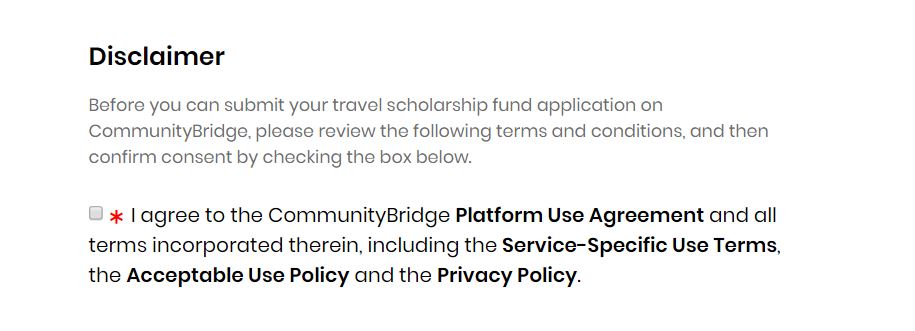 Disclaimer
Before you can submit your travel scholarship fund application on
CommunityBridge, please review the following terms and conditions, and then
confirm consent by checking the box below.
* I agree to the CommunityBridge Platform Use Agreement and all
terms incorporated therein, including the Service-Specific Use Terms,
the Acceptable Use Policy and the Privacy Policy.